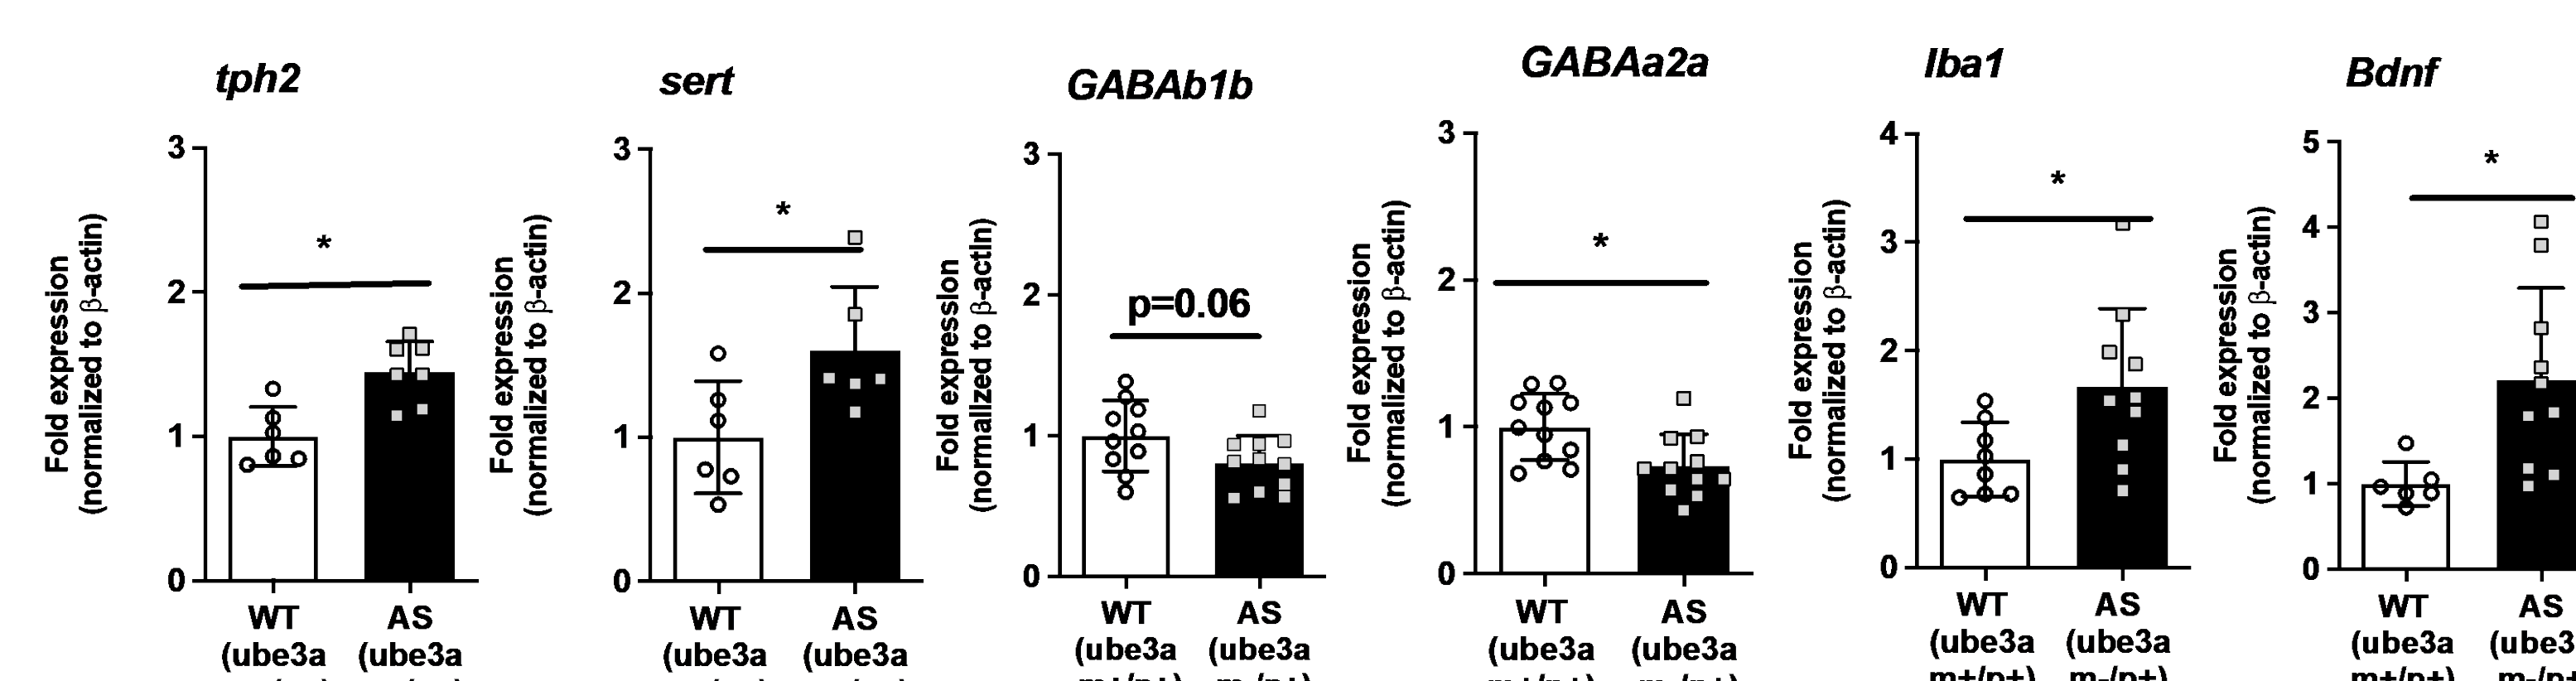 tph2
Fold expression
(normalized to β-actin)
3
2
1
0
*
WT
(ube3a
AS
(ube3a
sert
Fold expression
(normalized to β-actin)
3
2
1
0
*
WT
(ube3a
AS
(ube3a
GABAb1b
Fold expression
(normalized to β-actin)
3
2
1
0
p=0.06
WT
(ube3a
m+/p+)
AS
(ube3a
m-/p+)
GABAa2a
Fold expression
(normalized to β-actin)
3
2
1
0
*
WT
(ube3a
m+/p+)
AS
(ube3a
m-/p+)
Iba1
Fold expression
(normalized to β-actin)
4
3
2
1
0
*
WT
(ube3a
m+/p+)
AS
(ube3a
m-/p+)
Bdnf
Fold expression
(normalized to β-actin)
5
4
3
2
1
0
*
WT
(ube3a
m+/p+)
AS
(ube3
m-/p+